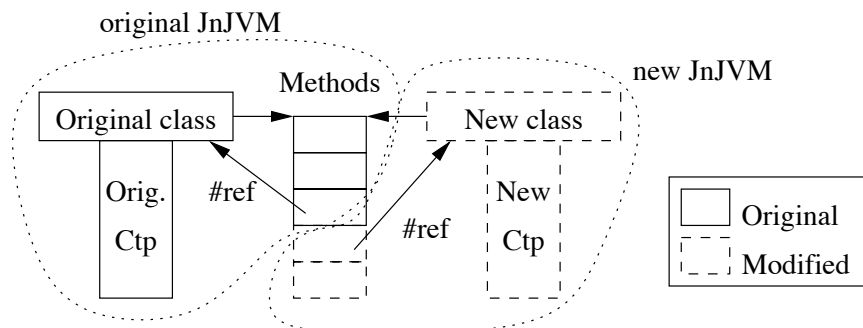 original JnJVM
new JnJVM
Methods
Original class
New class
Orig.
Ctp
#ref
#ref
New
Ctp
Original
Modified